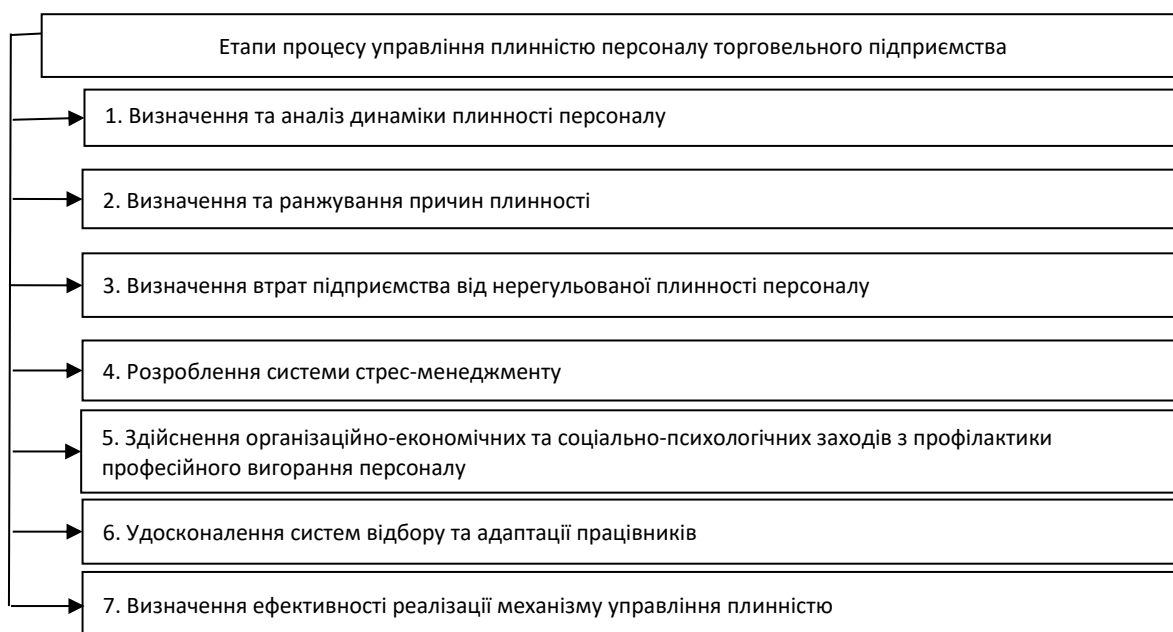 Етапи процесу управління плинністю персоналу торговельного підприємства
1. Визначення та аналіз динаміки плинності персоналу
2. Визначення та ранжування причин плинності
3. Визначення втрат підприємства від нерегульованої плинності персоналу
4. Розроблення системи стрес-менеджменту
5. Здійснення організаційно-економічних та соціально-психологічних заходів з профілактики
професійного вигорання персоналу
6. Удосконалення систем відбору та адаптації працівників
7. Визначення ефективності реалізації механізму управління плинністю